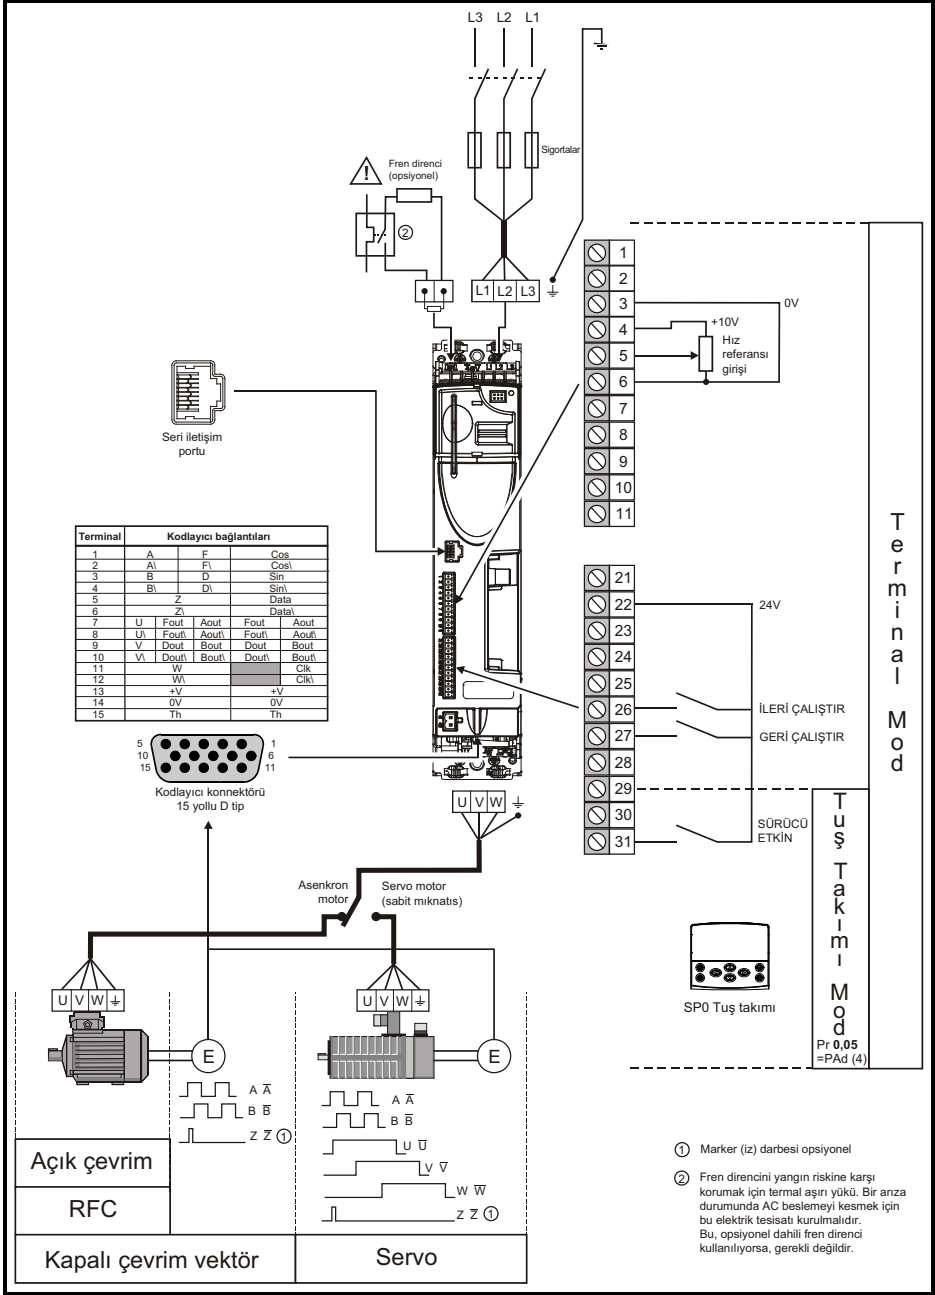 L3 L2 L1
Sigortalar
Fren direnci
(opsiyonel)
!
2
L1 L2 L3
1
2
3
4
5
6
7
8
9
10
11
0V
+10V
Hız
referansı
girişi
Seri iletişim
portu
Terminal Kodlayıcı bağlantıları
1 A F Cos
2 A\ F\ Cos\
3 B D Sin
4 B\ D\ Sin\
5 Z Data
6 Z\ Data\
7 U Fout Aout Fout Aout
8 U\ Fout\ Aout\ Fout\ Aout\
9 V Dout Bout Dout Bout
10 V\ Dout\ Bout\ Dout\ Bout\
11 W Clk
12 W\ Clk\
13 +V +V
14 0V 0V
15 Th Th
5 1
10 6
15 11
Kodlayıcı konnektörü
15 yollu D tip
21
22
23
24
25
26
27
28
29
30
31
24V
İLERİ ÇALIŞTIR
GERİ ÇALIŞTIR
SÜRÜCÜ
ETKİN
Terminal Mod
Tuş Takımı Mod
Pr 0,05
=PAd (4)
SP0 Tuş takımı
U V W
Asenkron
motor
Servo motor
(sabit mıknatıs)
U V W
E
U V W
E
A A̅
B B̅
Z Z̅ 1
A A̅
B B̅
U U̅
V V̅
W W̅
Z Z̅ 1
Açık çevrim
RFC
Kapalı çevrim vektör
Servo
1 Marker (iz) darbesi opsiyonel
2 Fren direncini yangın riskine karşı
korumak için termal aşırı yükü. Bir arıza
durumunda AC beslemeyi kesmek için
bu elektrik tesisatı kurulmalıdır.
Bu, opsiyonel dahili fren direnci
kullanılıyorsa, gerekli değildir.